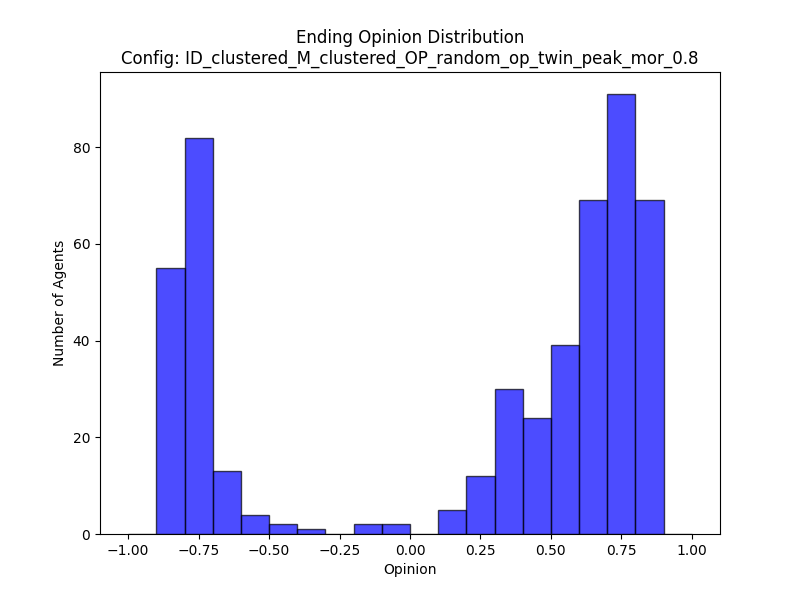 Ending Opinion Distribution
Config: ID_clustered_M_clustered_OP_random_op_twin_peak_mor_0.8
Number of Agents
80
60
40
20
0
−1.00 −0.75 −0.50 −0.25 0.00 0.25 0.50 0.75 1.00
Opinion